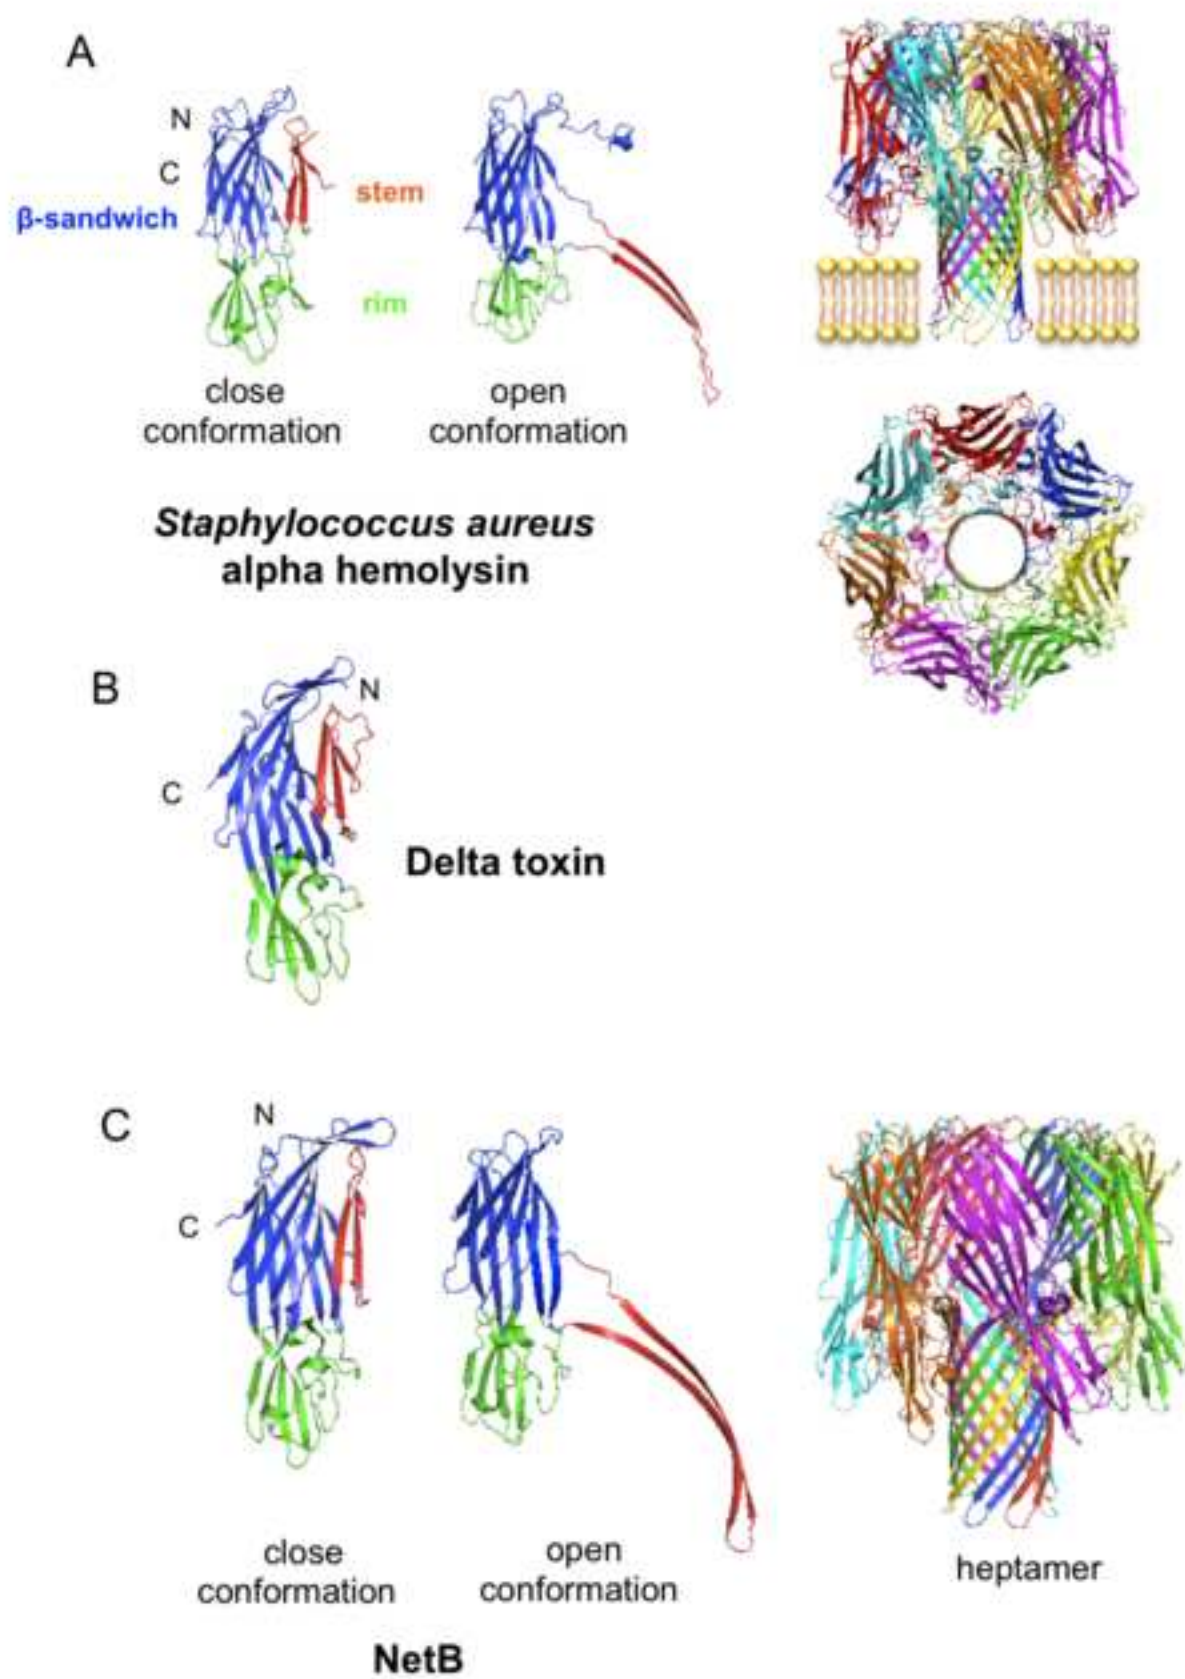 A
N
C
β-sandwich
stem
rim
close
conformation
open
conformation
Staphylococcus aureus
alpha hemolysin
B
N
C
Delta toxin
C
N
C
close
conformation
open
conformation
heptamer
NetB